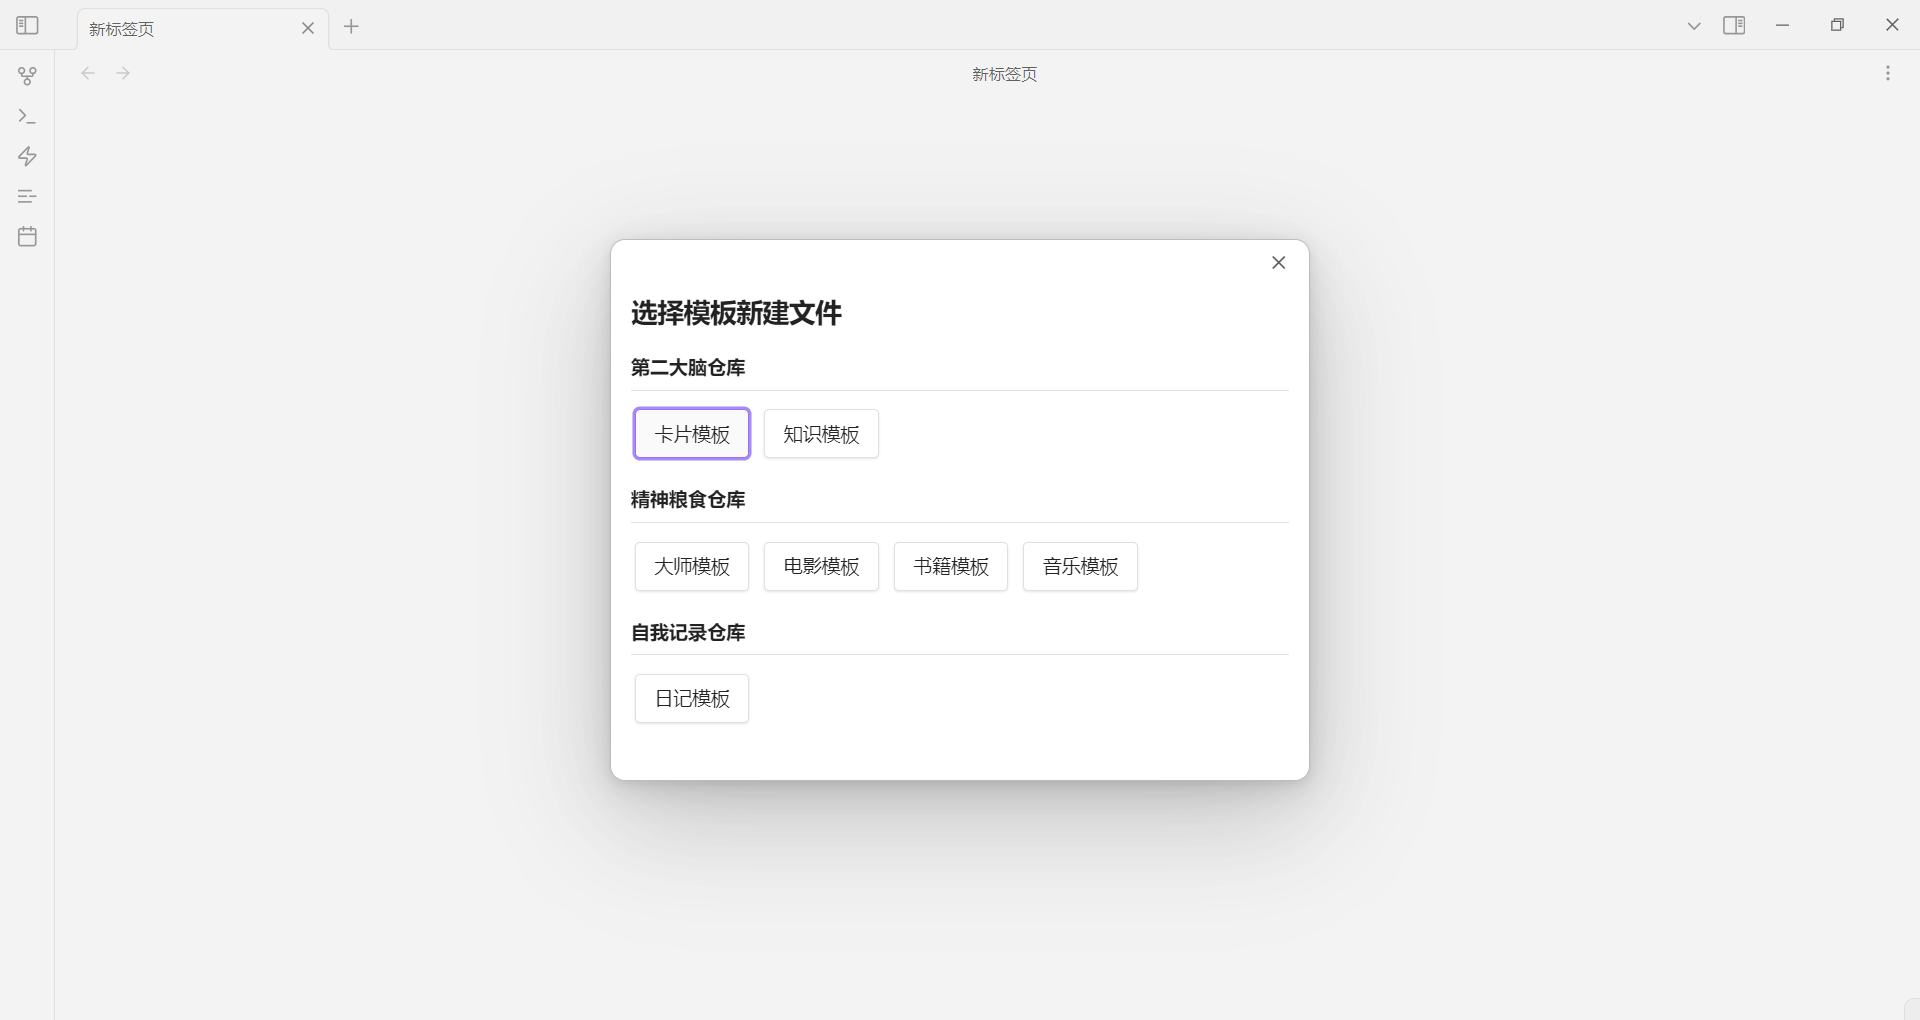 新标签页
新标签页
选择模板新建文件
第二大脑仓库
卡片模板 知识模板
精神粮食仓库
大师模板 电影模板 书籍模板 音乐模板
自我记录仓库
日记模板